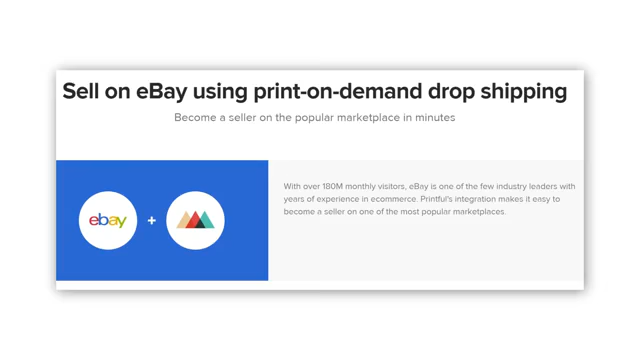 Sell on eBay using print-on-demand drop shipping
Become a seller on the popular marketplace in minutes
ebay
+
With over 180M monthly visitors, eBay is one of the few industry leaders with
years of experience in ecommerce. Printful's integration makes it easy to
become a seller on one of the most popular marketplaces.